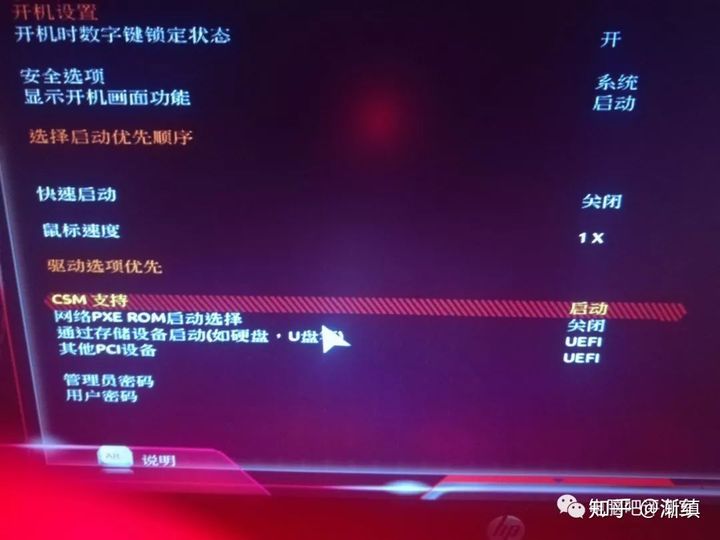 开机设置
开机时数字键锁定状态 开
安全选项 系统
显示开机画面功能 启动
选择启动优先顺序
快速启动 关闭
鼠标速度 1 X
驱动选项优先
CSM 支持 启动
网络 PXE ROM启动选择 关闭
通过存储设备启动(如硬盘,U盘 UEFI
其他PCI设备 UEFI
管理员密码
用户密码
说明
知乎 @渐镇
hp